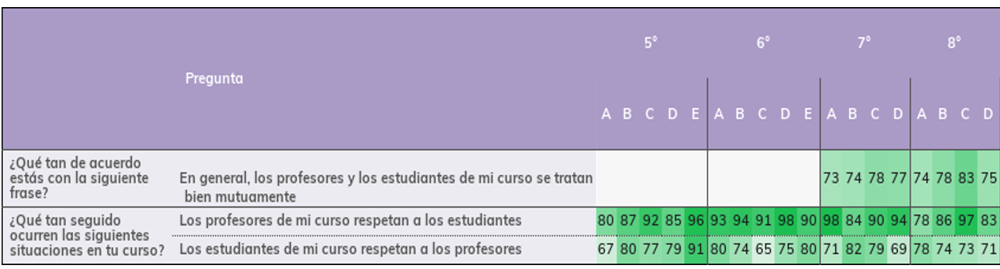 5° 6° 7° 8°
Pregunta
A B C D E A B C D E A B C D A B C D
¿Qué tan de acuerdo
estás con la siguiente
frase?
En general, los profesores y los estudiantes de mi curso se tratan
bien mutuamente
73 74 78 77 74 78 83 75
¿Qué tan seguido
ocurren las siguientes
situaciones en tu curso?
Los profesores de mi curso respetan a los estudiantes
80 87 92 85 96 93 94 91 98 90 98 84 90 94 78 86 97 83
Los estudiantes de mi curso respetan a los profesores
67 80 77 79 91 80 74 65 75 80 71 82 79 69 78 74 73 71